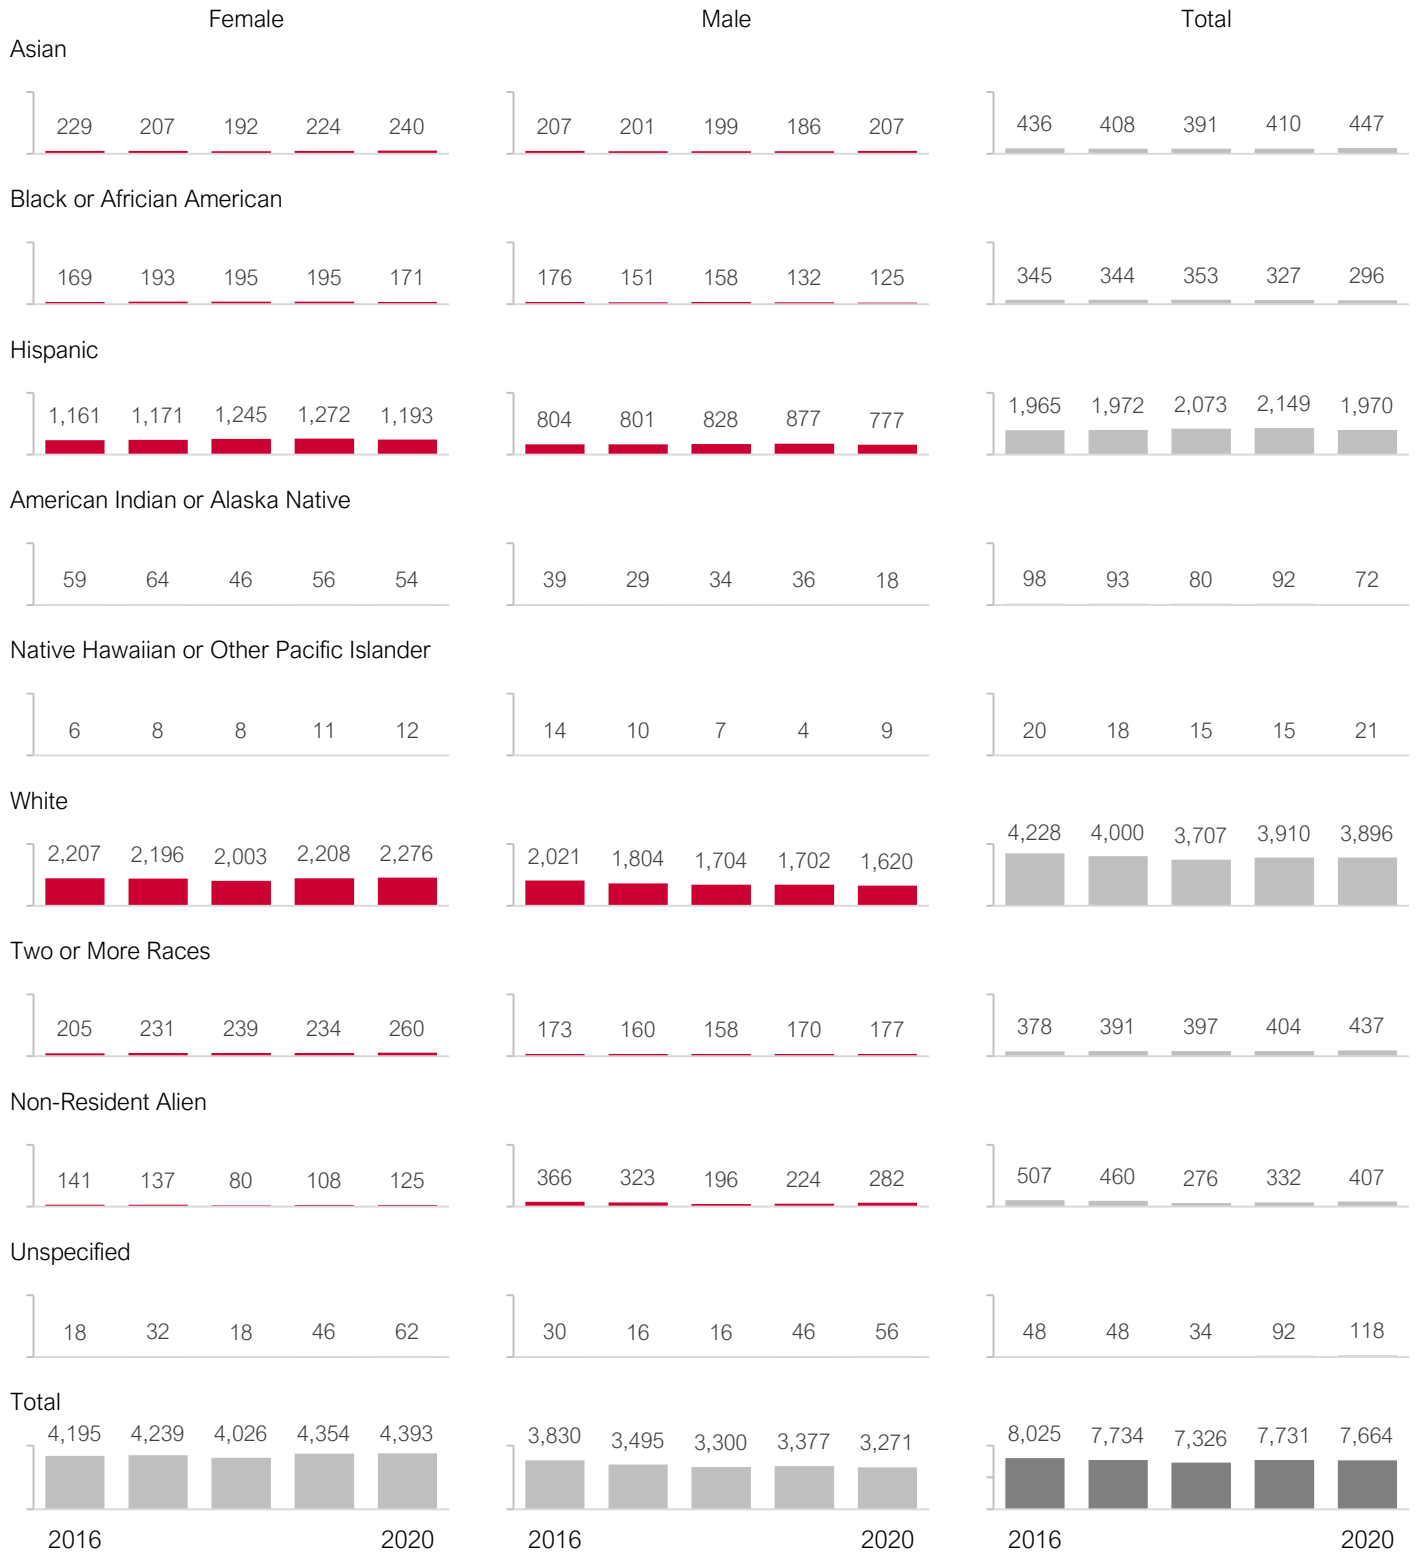 Female Male Total
Asian
229 207 192 224 240 207 201 199 186 207 436 408 391 410 447
Black or Africian American
169 193 195 195 171 176 151 158 132 125 345 344 353 327 296
Hispanic
1,161 1,171 1,245 1,272 1,193 804 801 828 877 777 1,965 1,972 2,073 2,149 1,970
American Indian or Alaska Native
59 64 46 56 54 39 29 34 36 18 98 93 80 92 72
Native Hawaiian or Other Pacific Islander
6 8 8 11 12 14 10 7 4 9 20 18 15 15 21
White
2,207 2,196 2,003 2,208 2,276 2,021 1,804 1,704 1,702 1,620 4,228 4,000 3,707 3,910 3,896
Two or More Races
205 231 239 234 260 173 160 158 170 177 378 391 397 404 437
Non-Resident Alien
141 137 80 108 125 366 323 196 224 282 507 460 276 332 407
Unspecified
18 32 18 46 62 30 16 16 46 56 48 48 34 92 118
Total
4,195 4,239 4,026 4,354 4,393 3,830 3,495 3,300 3,377 3,271 8,025 7,734 7,326 7,731 7,664
2016 2020 2016 2020 2016 2020